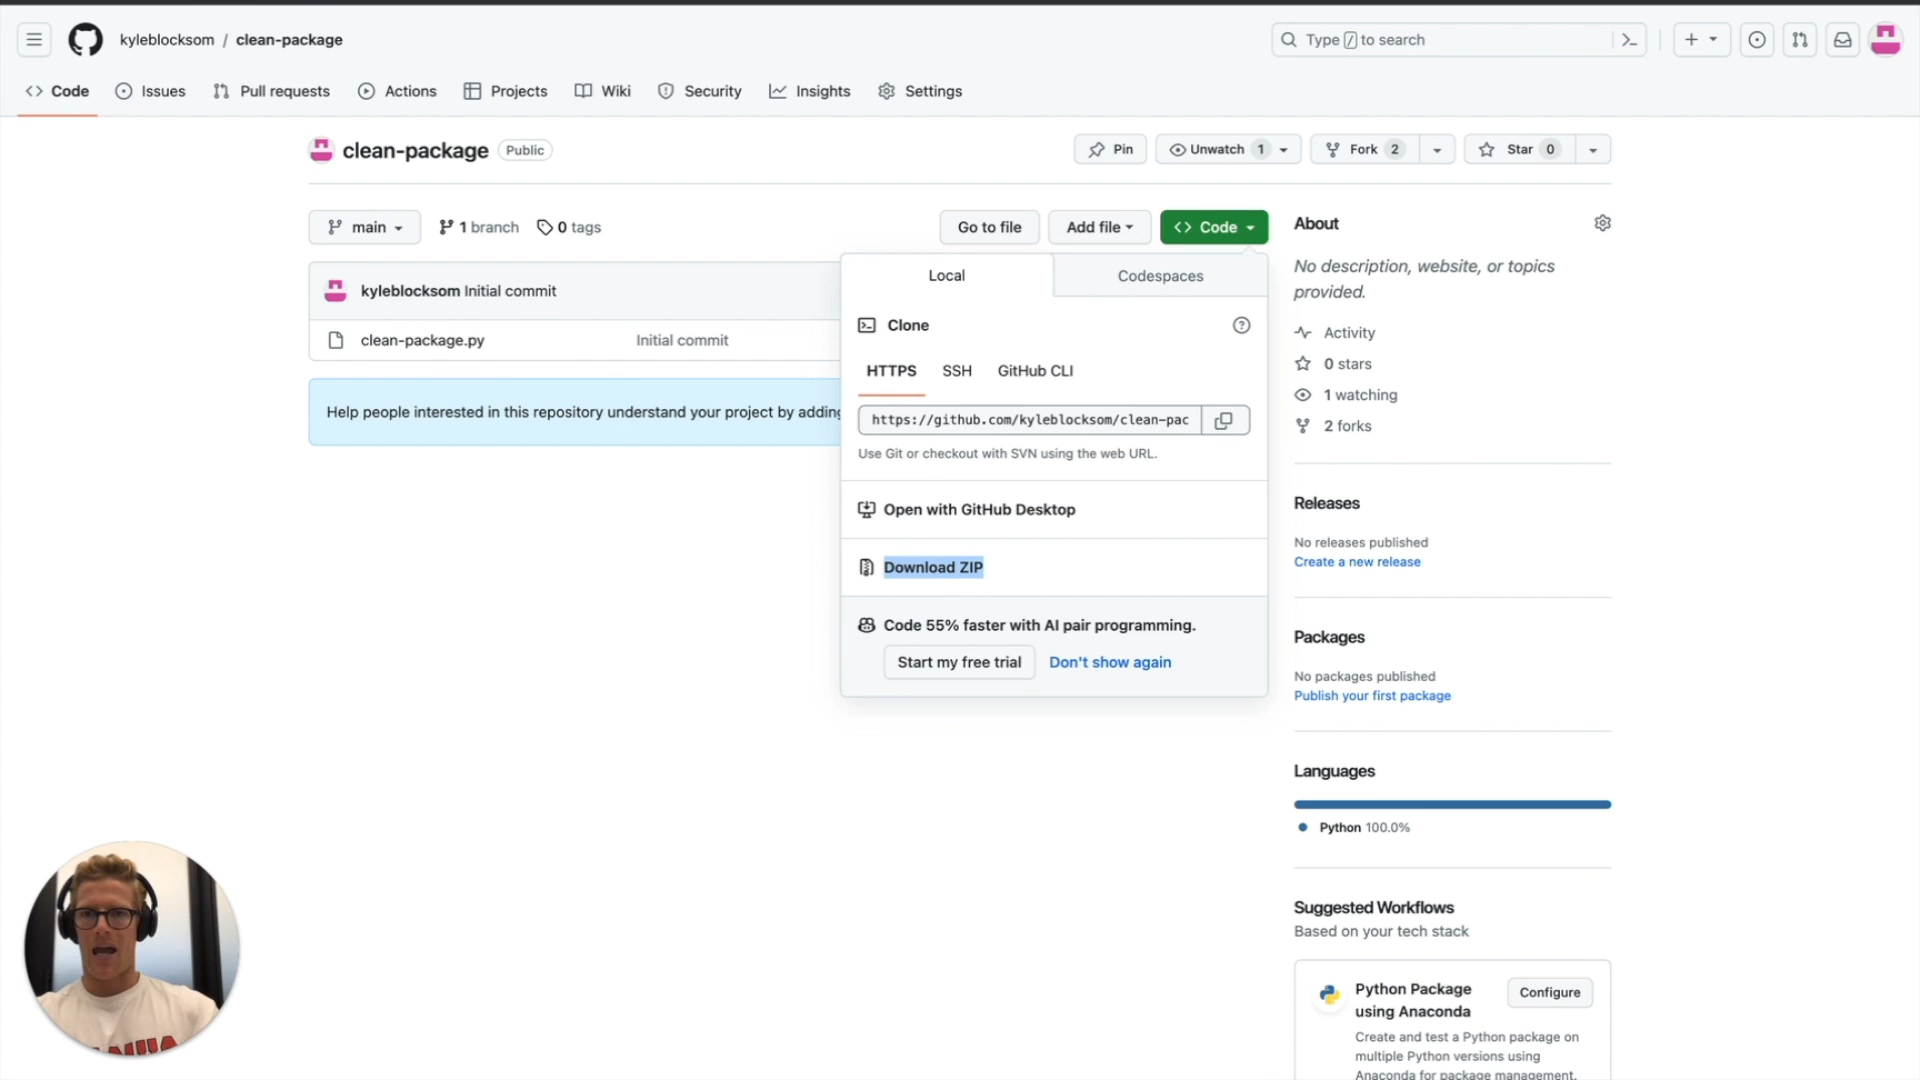 kyleblocksom / clean-package
Type / to search
Code
Issues
Pull requests
Actions
Projects
Wiki
Security
Insights
Settings
clean-package Public
Pin
Unwatch 1
Fork 2
Star 0
main
1 branch
0 tags
Go to file
Add file
Code
kyleblocksom Initial commit
clean-package.py Initial commit
Help people interested in this repository understand your project by adding
Local
Codespaces
Clone
HTTPS
SSH
GitHub CLI
https://github.com/kyleblocksom/clean-pac
Use Git or checkout with SVN using the web URL.
Open with GitHub Desktop
Download ZIP
Code 55% faster with AI pair programming.
Start my free trial
Don't show again
About
No description, website, or topics
provided.
Activity
0 stars
1 watching
2 forks
Releases
No releases published
Create a new release
Packages
No packages published
Publish your first package
Languages
Python 100.0%
Suggested Workflows
Based on your tech stack
Python Package
using Anaconda
Configure
Create and test a Python package on
multiple Python versions using
Anaconda for package management.